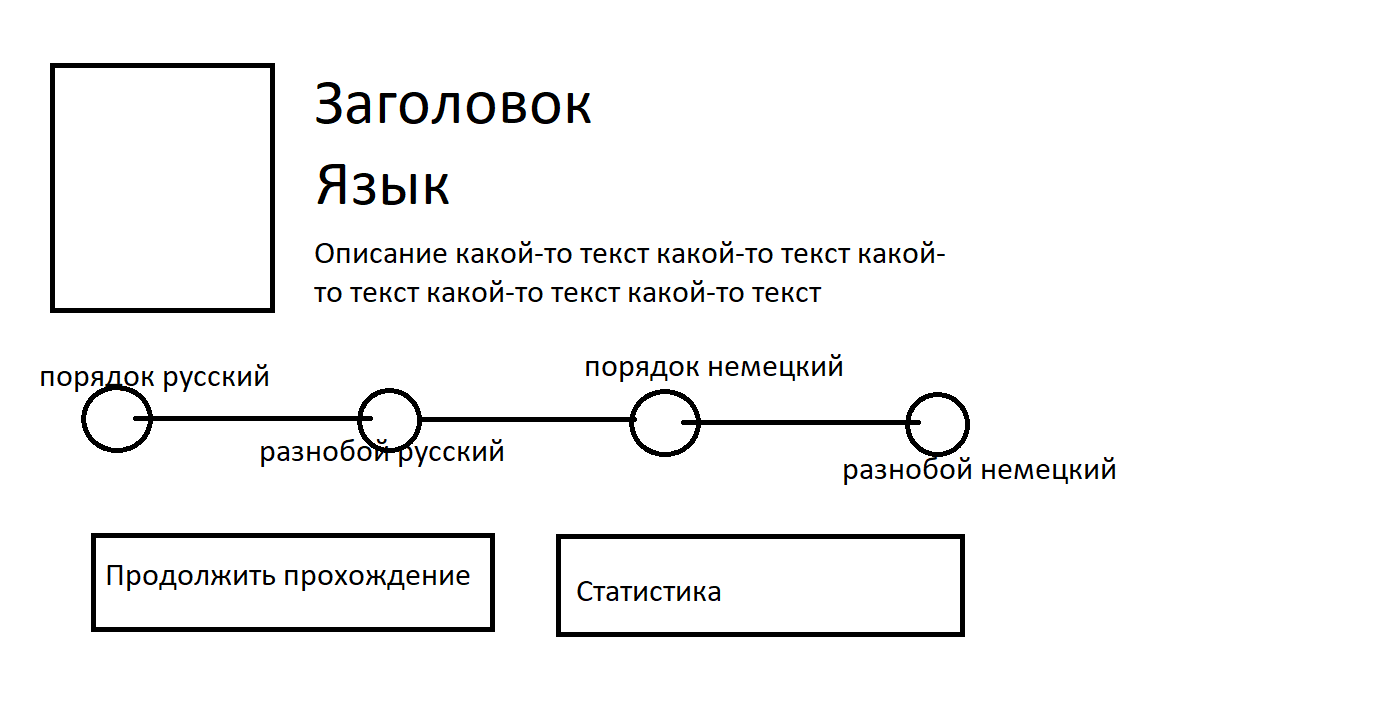 Заголовок
Язык
Описание какой-то текст какой-то текст какой-
то текст какой-то текст какой-то текст
порядок русский
разнобой русский
порядок немецкий
разнобой немецкий
Продолжить прохождение
Статистика